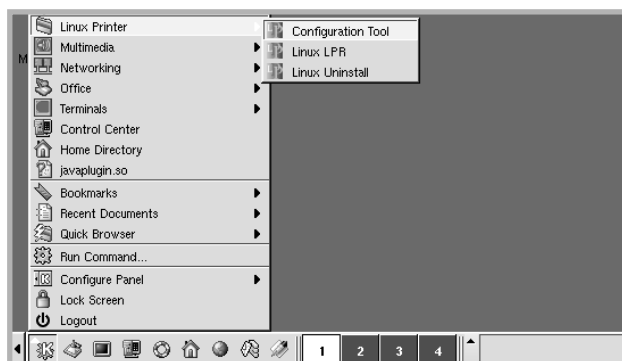 Linux Printer
Multimedia
M
Networking
Office
Terminals
Control Center
Home Directory
javaplugin.so
Bookmarks
Recent Documents
Quick Browser
Run Command...
Configure Panel
Lock Screen
Logout
Configuration Tool
Linux LPR
Linux Uninstall
1 2 3 4